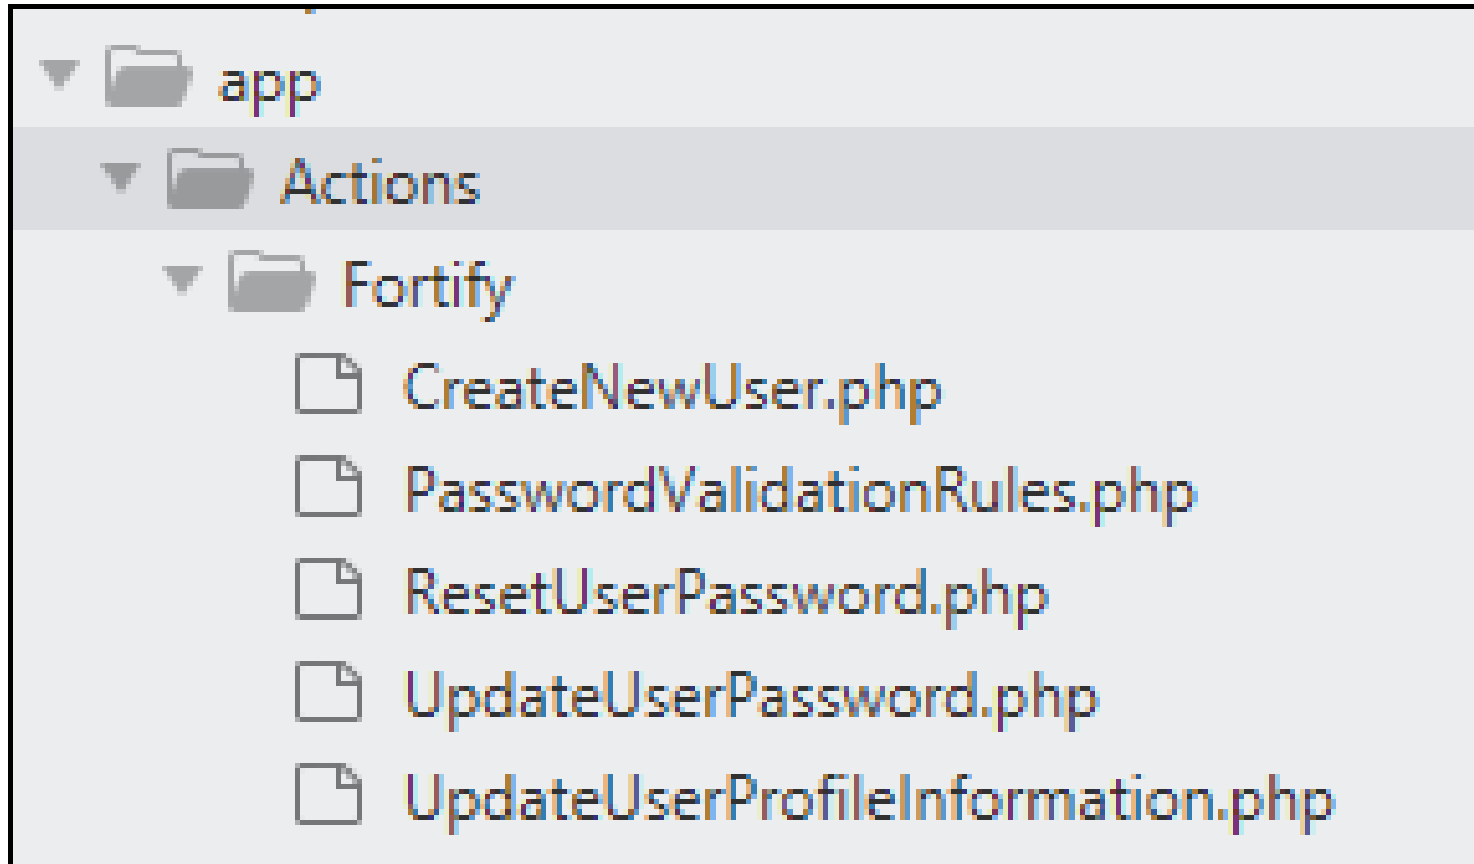 app
Actions
Fortify
CreateNewUser.php
PasswordValidationRules.php
ResetUserPassword.php
UpdateUserPassword.php
UpdateUserProfileInformation.php